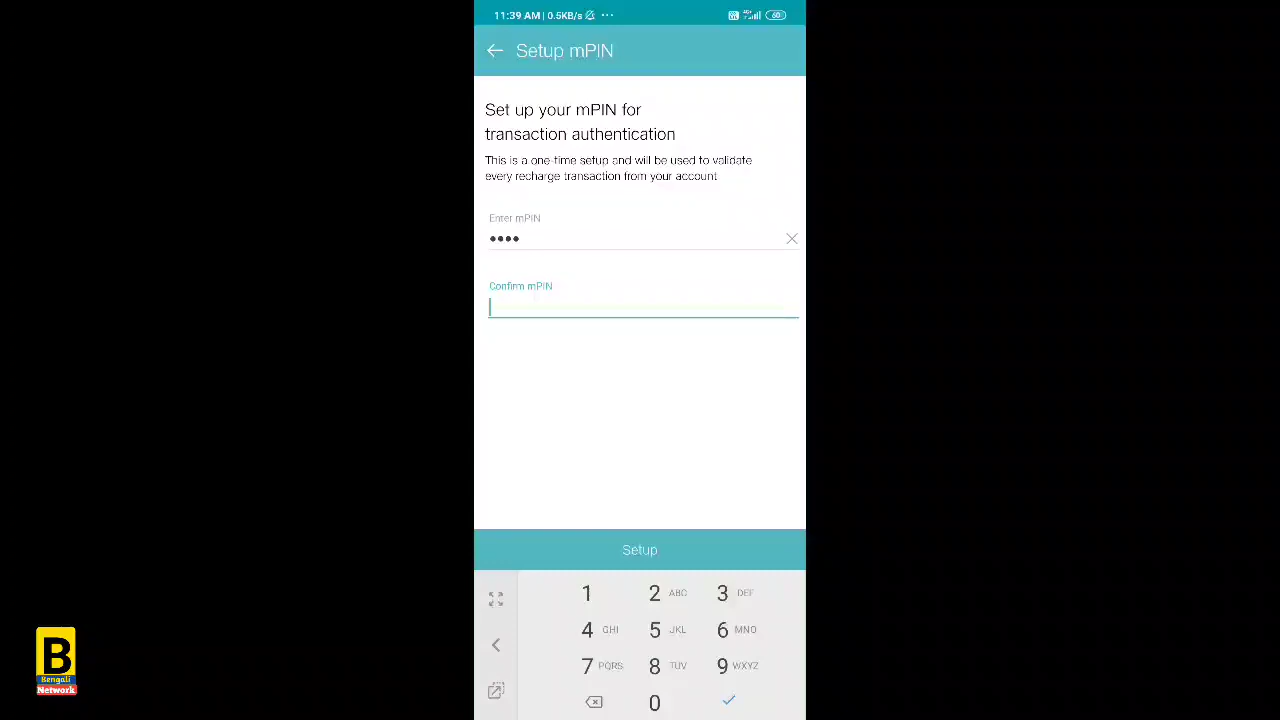 11:39 AM | 0.5KB/s
60
Setup mPIN
Set up your mPIN for
transaction authentication
This is a one-time setup and will be used to validate
every recharge transaction from your account
Enter mPIN
••••
Confirm mPIN
Setup
1 2 ABC 3 DEF
4 GHI 5 JKL 6 MNO
7 PQRS 8 TUV 9 WXYZ
0
B
Bengali
Network